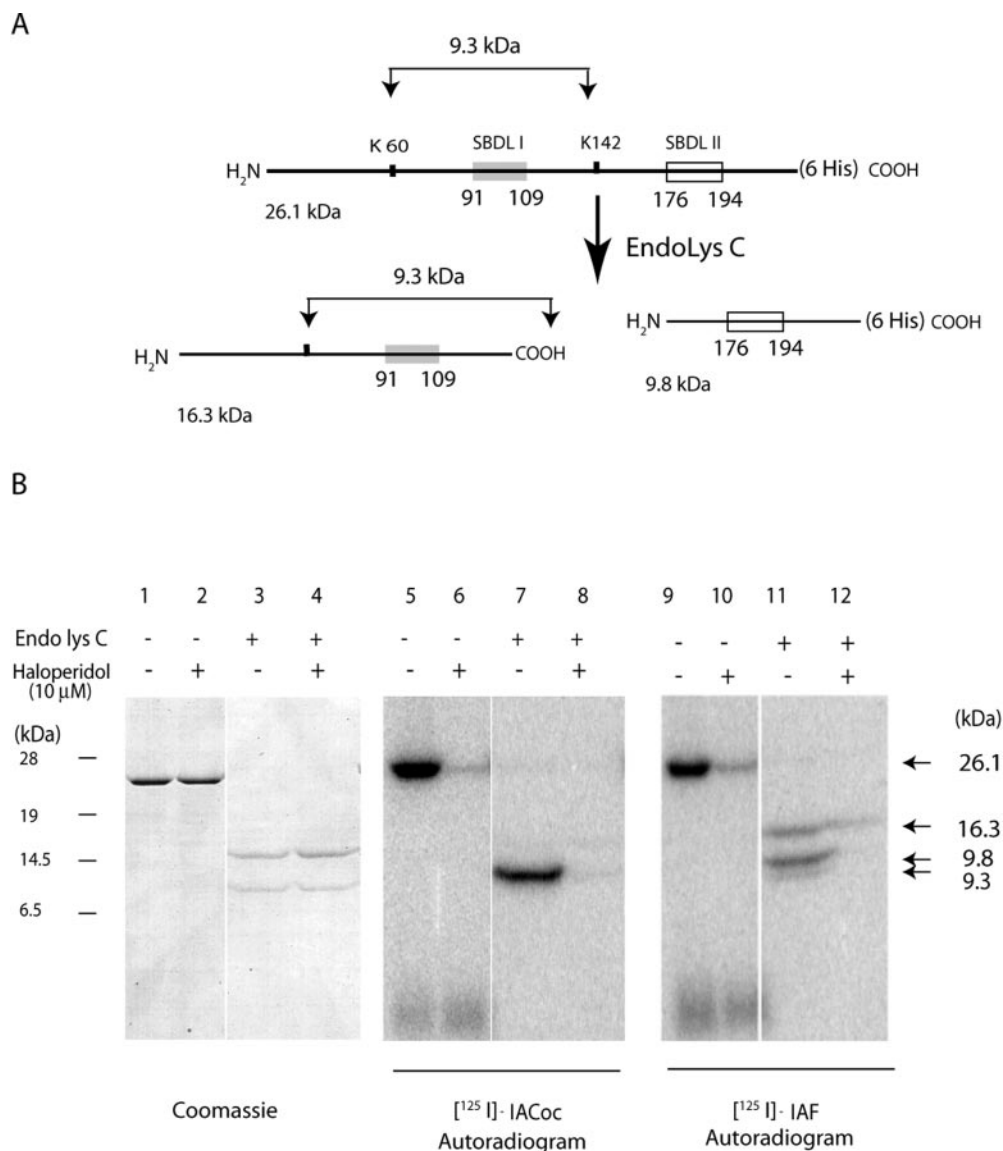 A
9.3 kDa
K 60 SBDL I K142 SBDL II
H2N (6 His) COOH
91 109 176 194
26.1 kDa
EndoLys C
9.3 kDa
H2N (6 His) COOH
176 194
H2N COOH
91 109
9.8 kDa
16.3 kDa
B
1 2 3 4 5 6 7 8 9 10 11 12
Endo lys C - - + + - - + + - - + +
Haloperidol - + - + - + - + - + - +
(10 µM)
(kDa) (kDa)
28 26.1
19 16.3
14.5 9.8
9.3
6.5
Coomassie [125 I]- IACoc [125 I]- IAF
Autoradiogram Autoradiogram